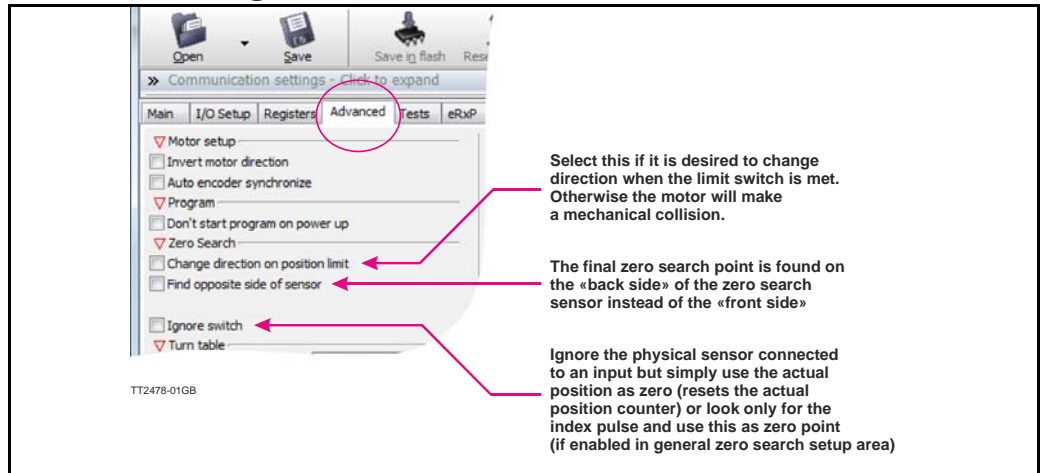 Open
Save
Save in flash
» Communication settings - Click to expand
Main I/O Setup Registers Advanced Tests eRxP
Motor setup
Invert motor direction
Auto encoder synchronize
Program
Don't start program on power up
Zero Search
Change direction on position limit
Find opposite side of sensor
Ignore switch
Turn table
Select this if it is desired to change
direction when the limit switch is met.
Otherwise the motor will make
a mechanical collision.
The final zero search point is found on
the «back side» of the zero search
sensor instead of the «front side»
Ignore the physical sensor connected
to an input but simply use the actual
position as zero (resets the actual
position counter) or look only for the
index pulse and use this as zero point
(if enabled in general zero search setup area)
TT2478-01GB